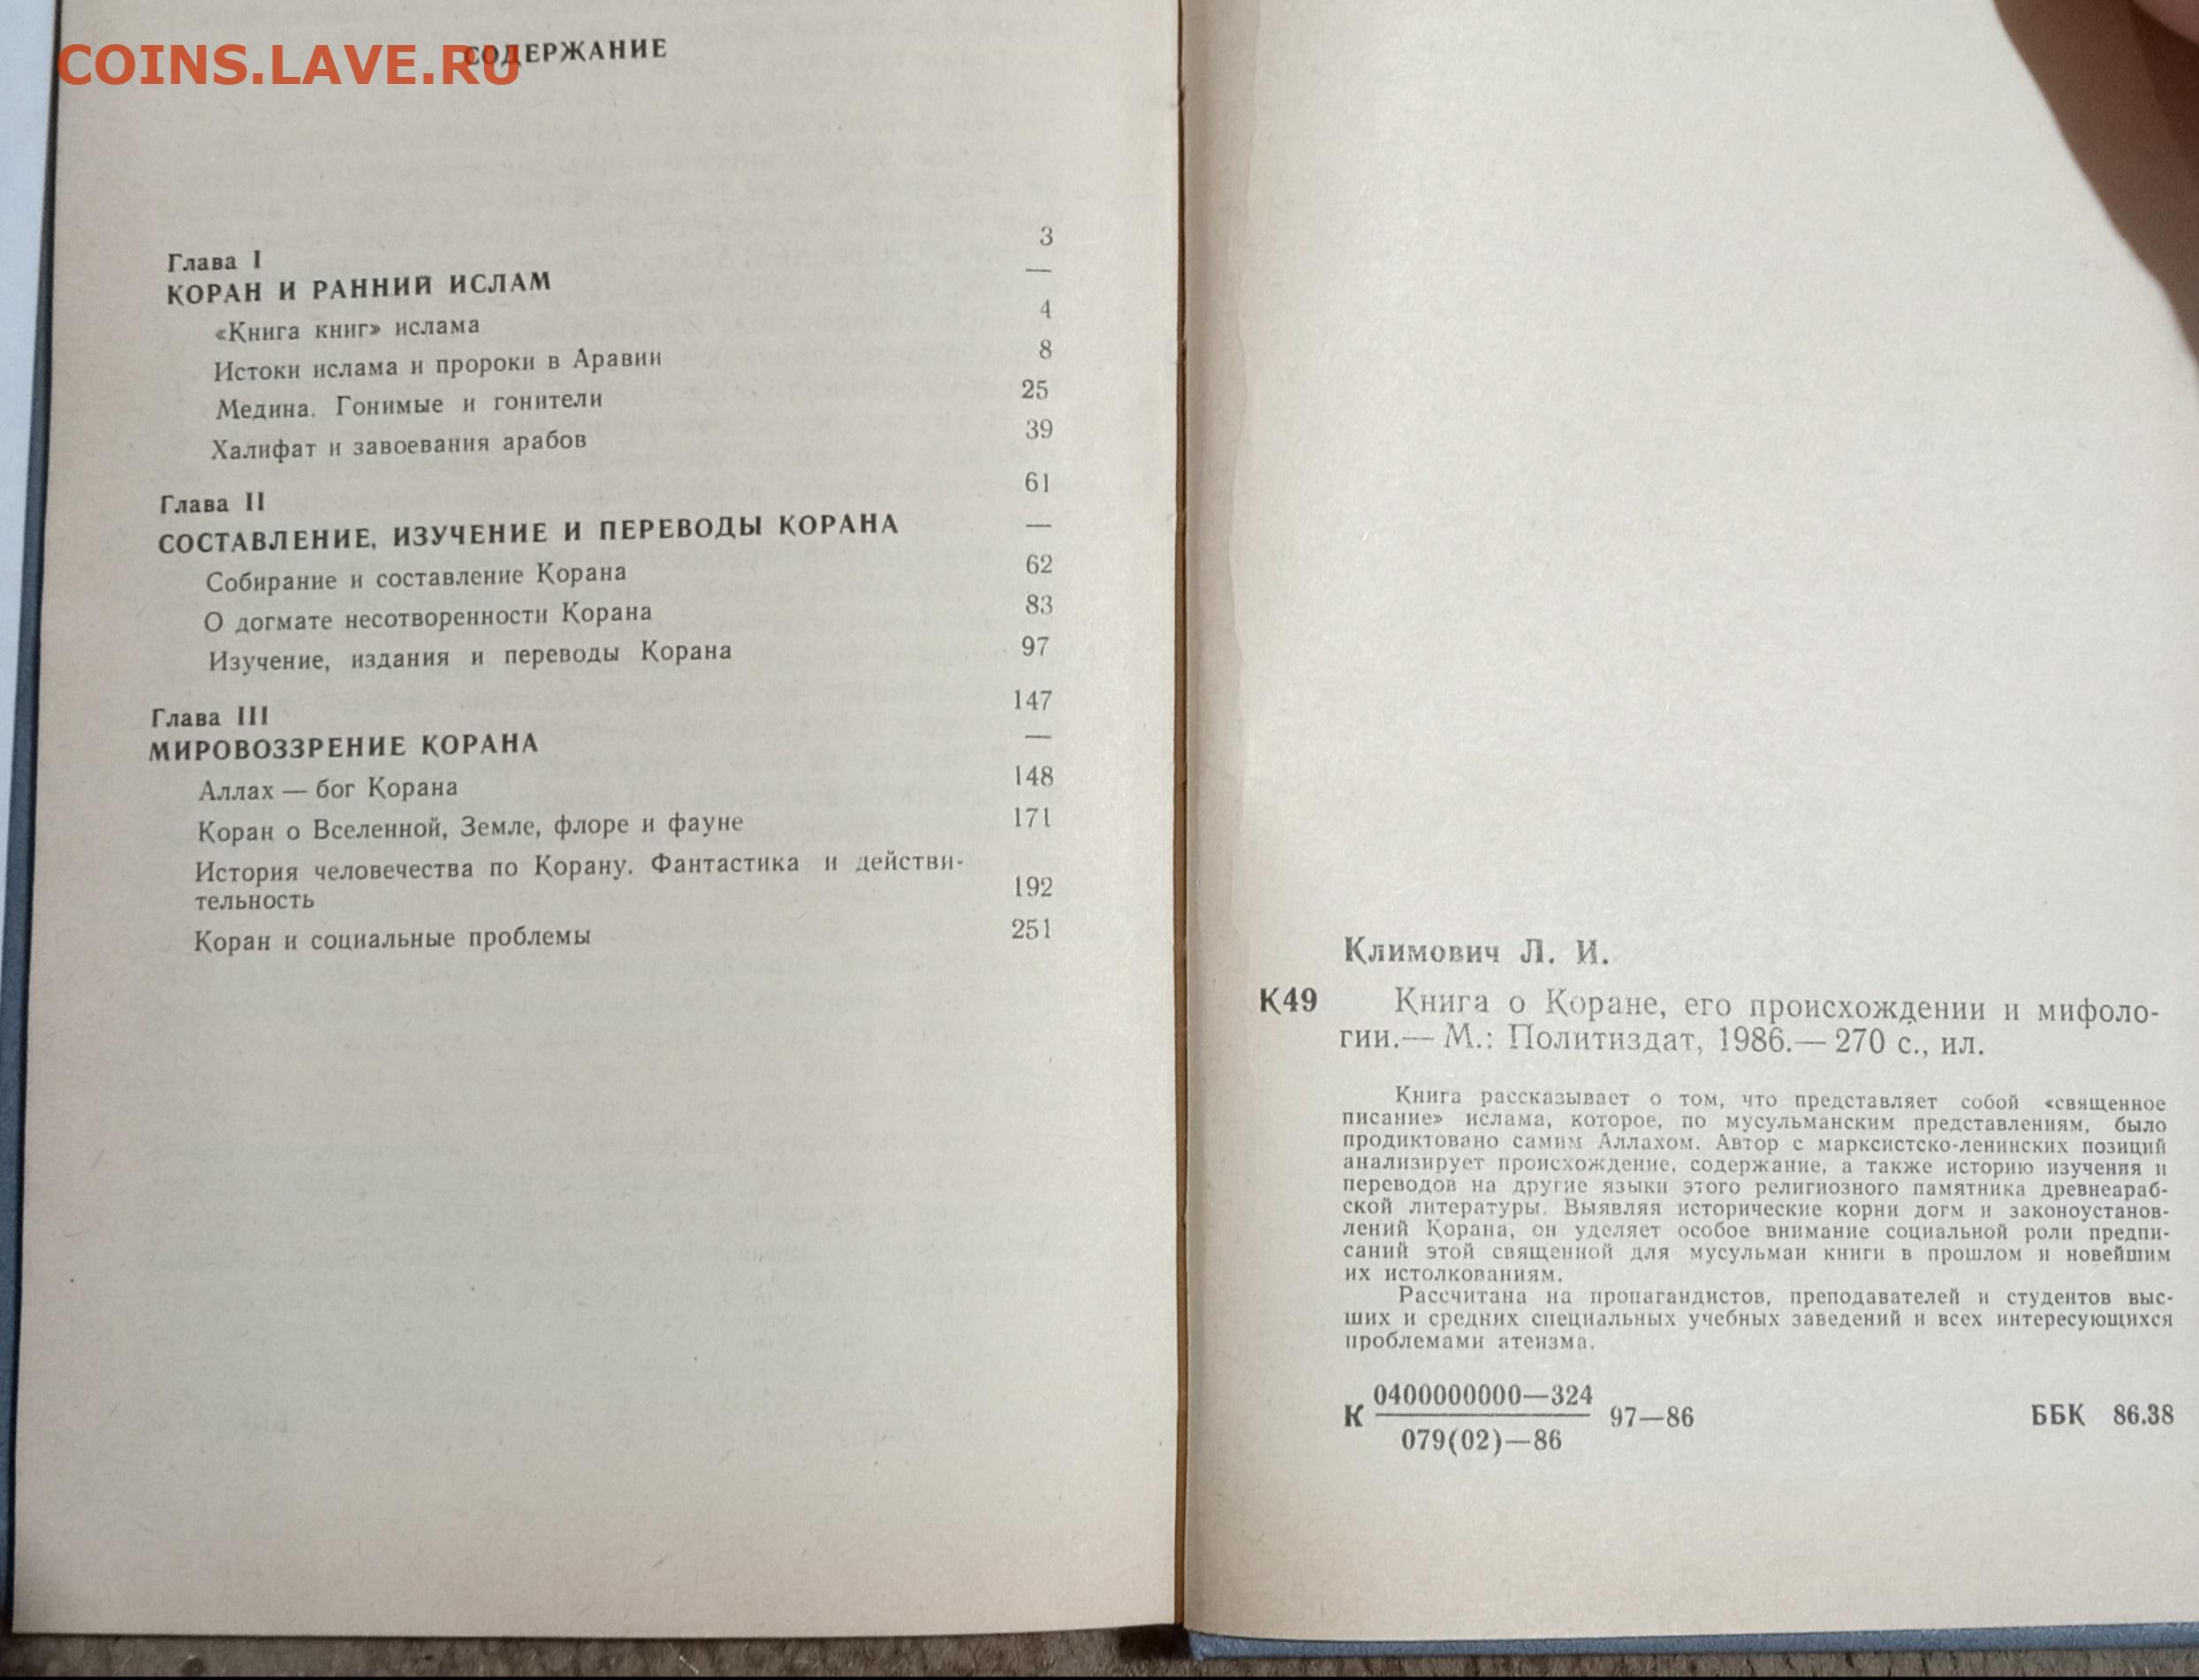 COINS.LAVE.RU
СОДЕРЖАНИЕ
Глава I 3
КОРАН И РАННИЙ ИСЛАМ —
«Книга книг» ислама 4
Истоки ислама и пророки в Аравии 8
Медина. Гонимые и гонители 25
Халифат и завоевания арабов 39
Глава II 61
СОСТАВЛЕНИЕ, ИЗУЧЕНИЕ И ПЕРЕВОДЫ КОРАНА —
Собирание и составление Корана 62
О догмате несотворенности Корана 83
Изучение, издания и переводы Корана 97
Глава III 147
МИРОВОЗЗРЕНИЕ КОРАНА —
Аллах — бог Корана 148
Коран о Вселенной, Земле, флоре и фауне 171
История человечества по Корану. Фантастика и действи-
тельность 192
Коран и социальные проблемы 251
Климович Л. И.
К49 Книга о Коране, его происхождении и мифоло-
гии.— М.: Политиздат, 1986.— 270 с., ил.
Книга рассказывает о том, что представляет собой «священное
писание» ислама, которое, по мусульманским представлениям, было
продиктовано самим Аллахом. Автор с марксистско-ленинских позиций
анализирует происхождение, содержание, а также историю изучения и
переводов на другие языки этого религиозного памятника древнеараб-
ской литературы. Выявляя исторические корни догм и законоустанов-
лений Корана, он уделяет особое внимание социальной роли предпи-
саний этой священной для мусульман книги в прошлом и новейшим
их истолкованиям.
Рассчитана на пропагандистов, преподавателей и студентов выс-
ших и средних специальных учебных заведений и всех интересующихся
проблемами атеизма.
0400000000—324
К 97—86 ББК 86.38
079(02)—86